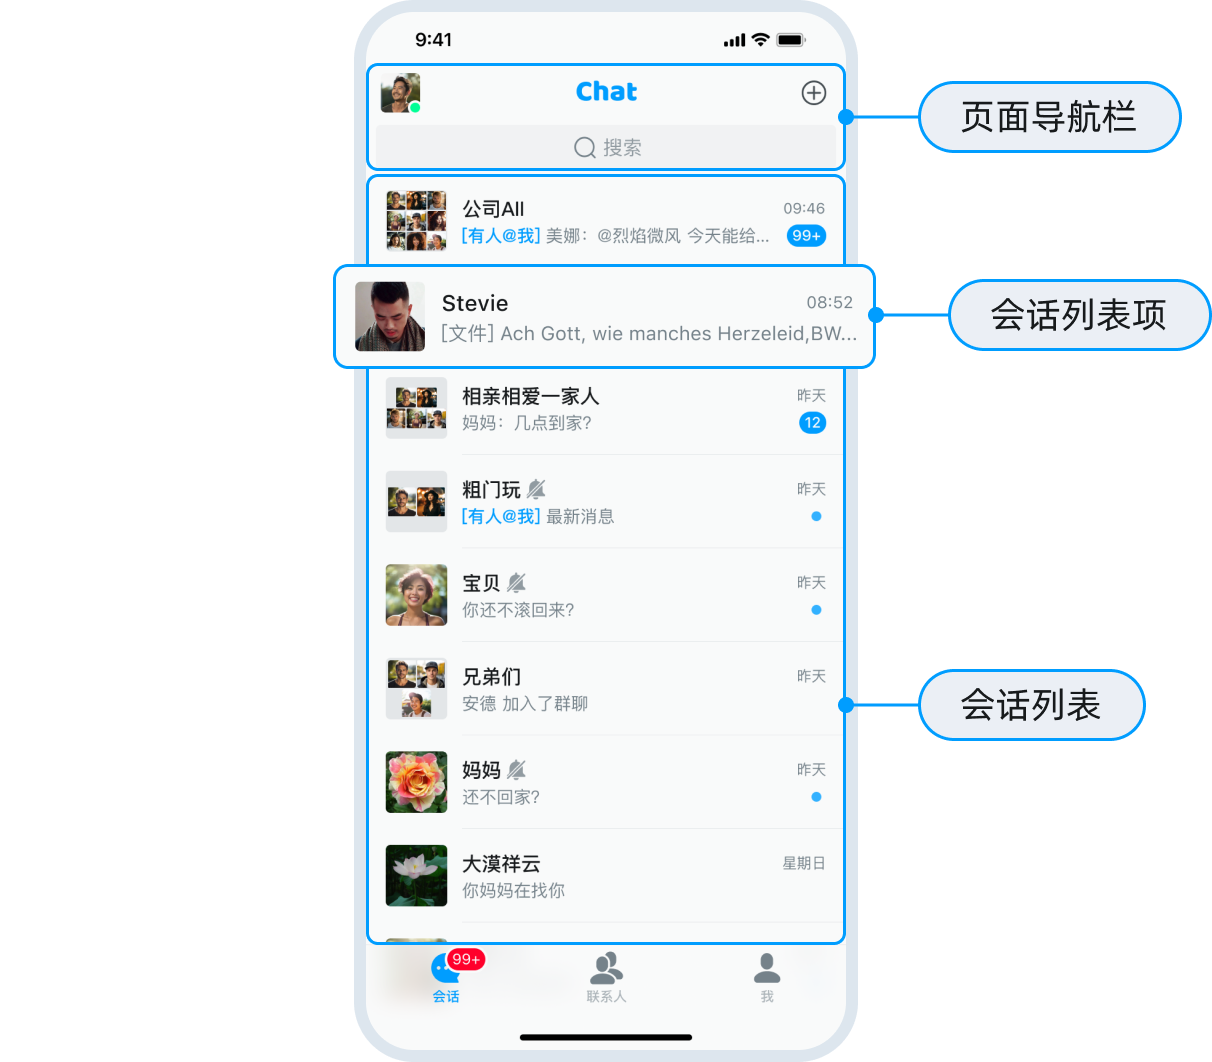 9:41
Chat
搜索
页面导航栏
公司All 09:46
[有人@我] 美娜：@烈焰微风 今天能给... 99+
Stevie 08:52
[文件] Ach Gott, wie manches Herzeleid,BW...
会话列表项
相亲相爱一家人 昨天
妈妈：几点到家? 12
粗门玩 昨天
[有人@我] 最新消息
宝贝 昨天
你还不滚回来?
兄弟们 昨天
安德 加入了群聊
会话列表
妈妈 昨天
还不回家?
大漠祥云 星期日
你妈妈在找你
99+
会话 联系人 我